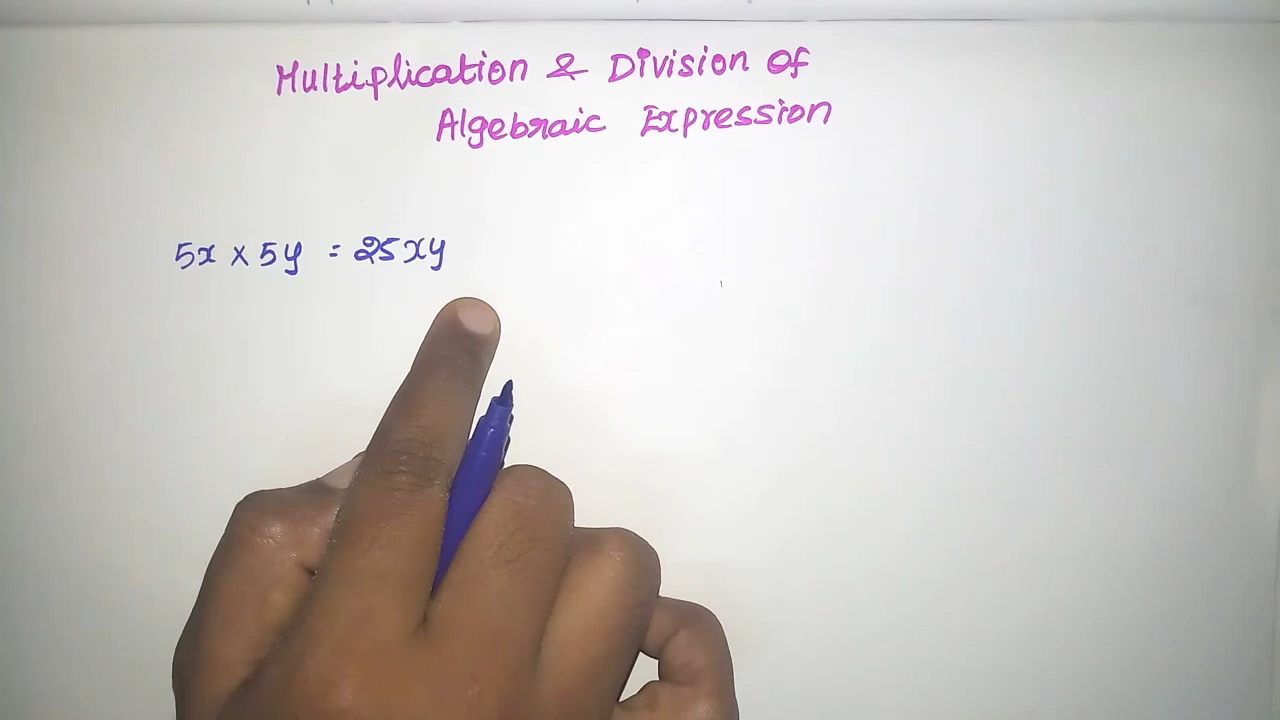 Multiplication & Division of
Algebraic Expression
5x × 5y = 25xy